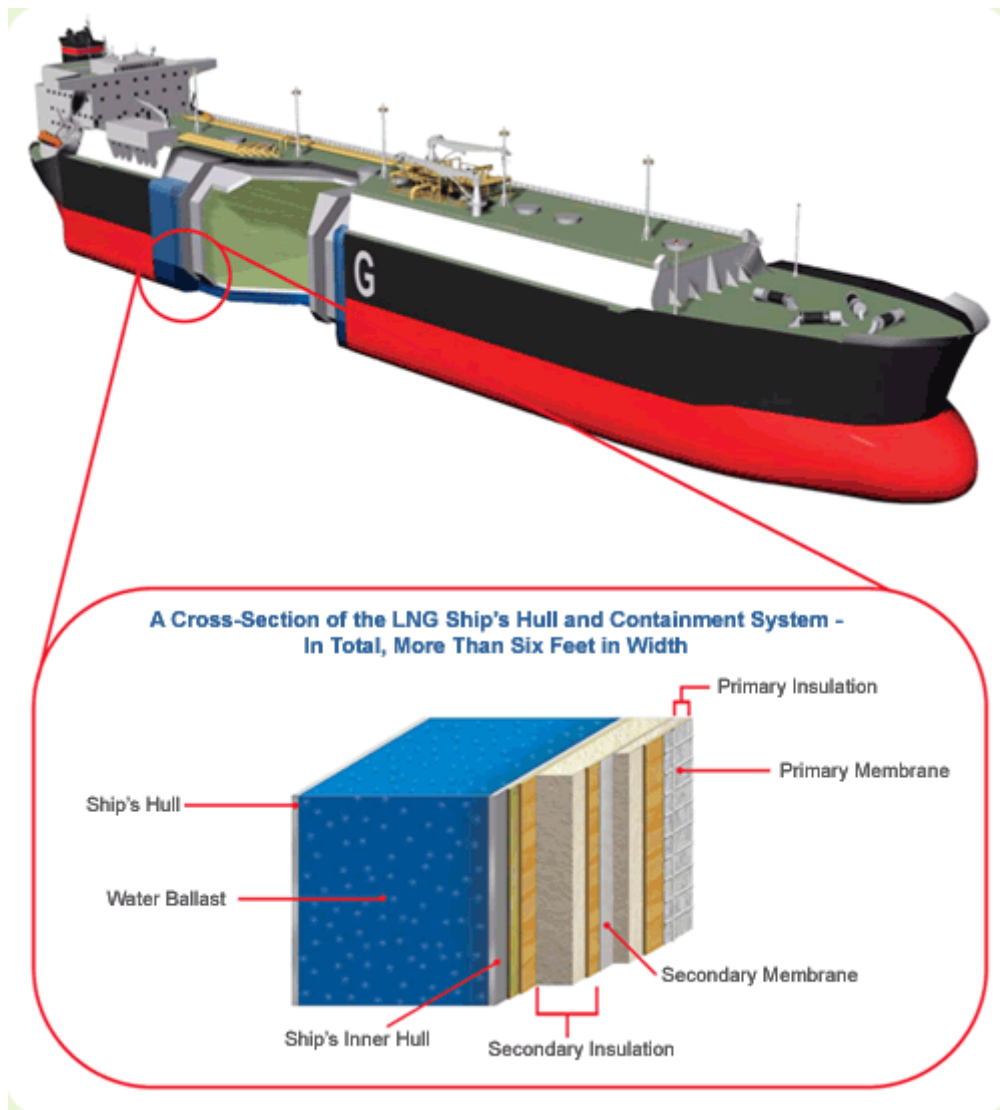 G
A Cross-Section of the LNG Ship's Hull and Containment System -
In Total, More Than Six Feet in Width
Primary Insulation
Primary Membrane
Ship's Hull
Water Ballast
Secondary Membrane
Ship's Inner Hull
Secondary Insulation